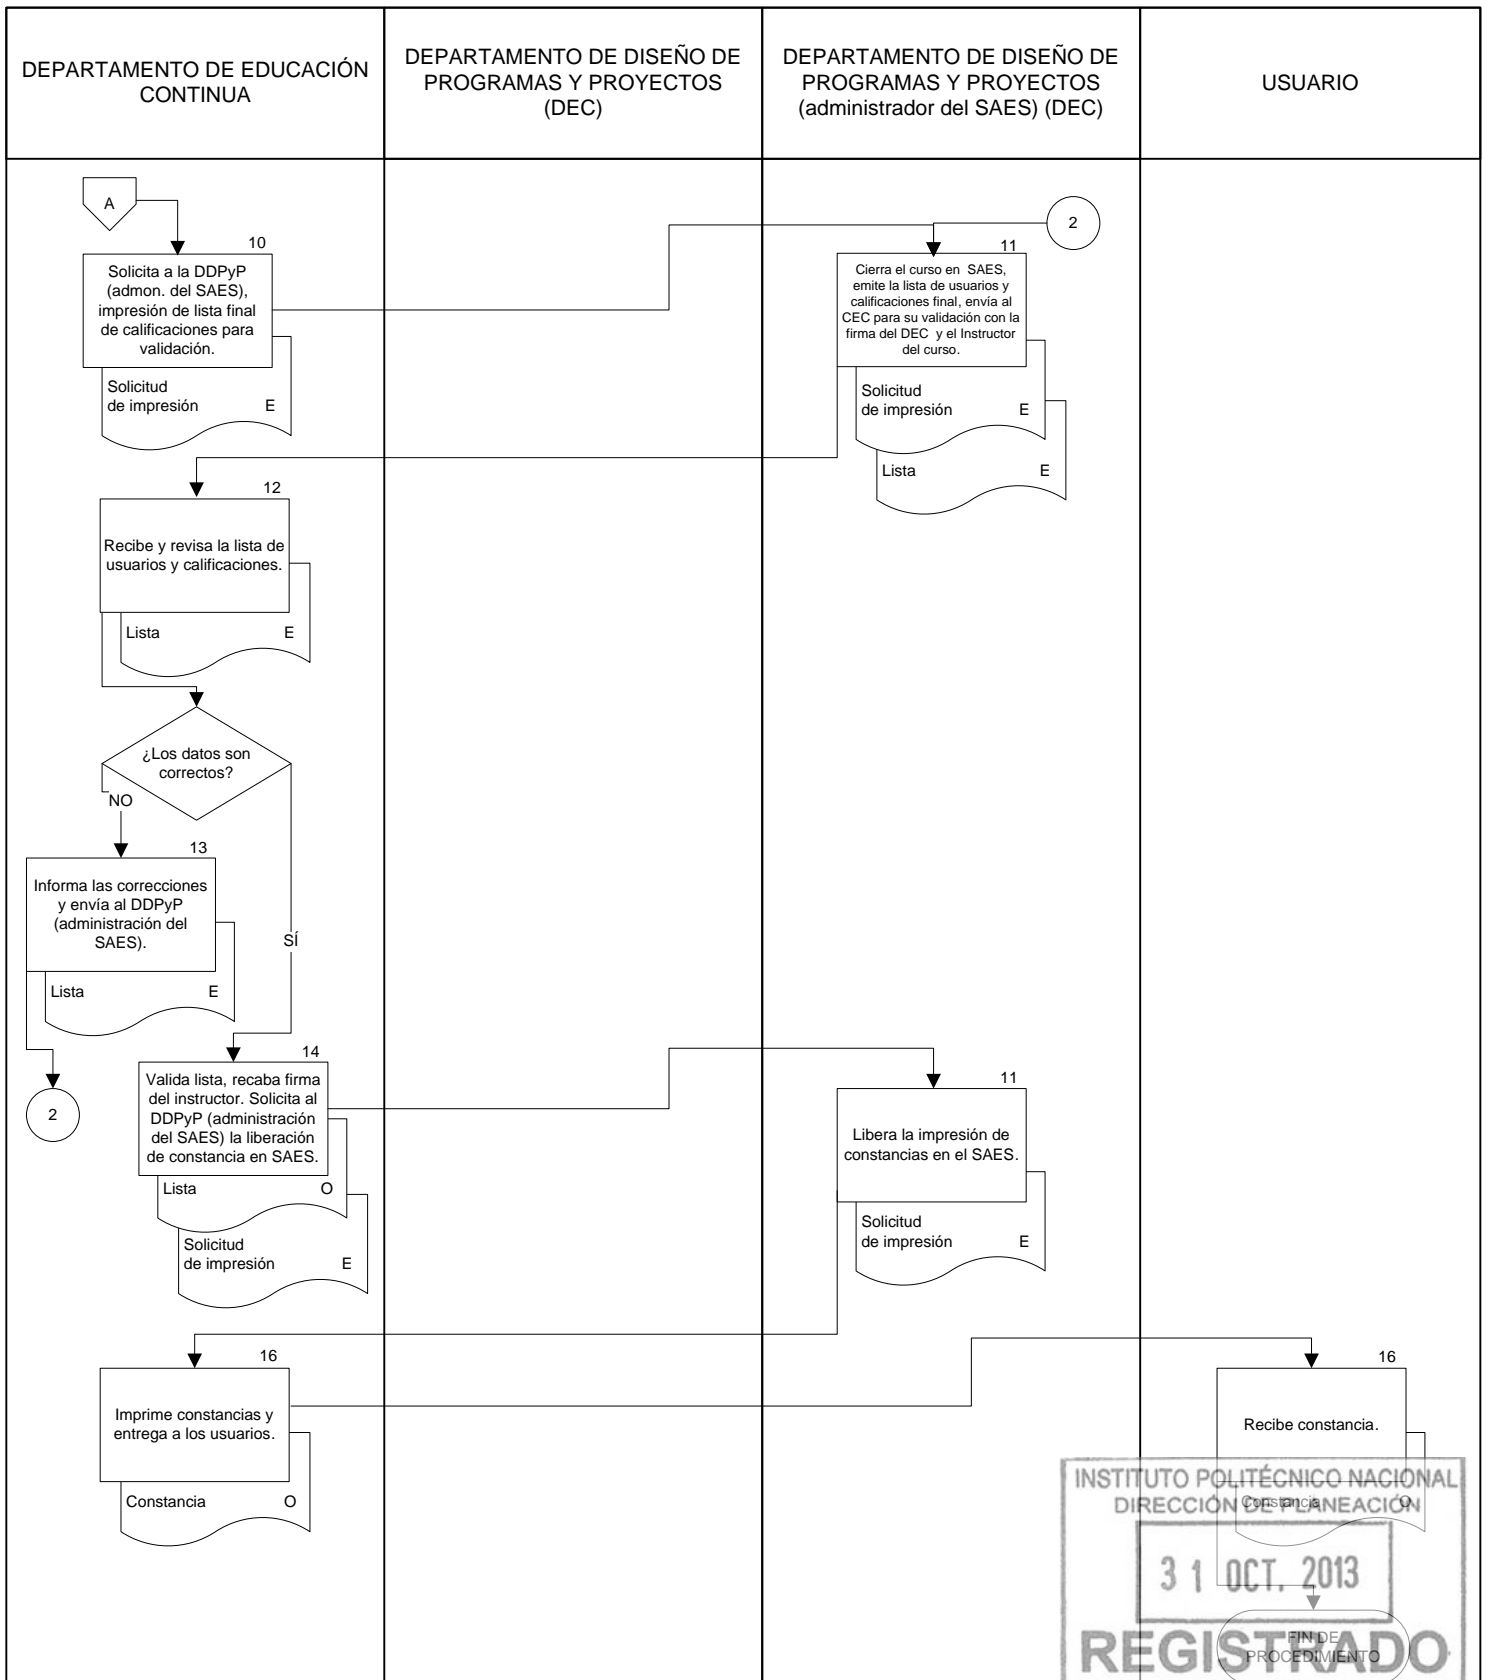 DEPARTAMENTO DE EDUCACIÓN
CONTINUA
DEPARTAMENTO DE DISEÑO DE
PROGRAMAS Y PROYECTOS
(DEC)
DEPARTAMENTO DE DISEÑO DE
PROGRAMAS Y PROYECTOS
(administrador del SAES) (DEC)
USUARIO
A
10
Solicita a la DDPyP
(admon. del SAES),
impresión de lista final
de calificaciones para
validación.
Solicitud
de impresión E
2
11
Cierra el curso en SAES,
emite la lista de usuarios y
calificaciones final, envía al
CEC para su validación con la
firma del DEC y el Instructor
del curso.
Solicitud
de impresión E
Lista E
12
Recibe y revisa la lista de
usuarios y calificaciones.
Lista E
¿Los datos son
correctos?
NO
SÍ
13
Informa las correcciones
y envía al DDPyP
(administración del
SAES).
Lista E
2
14
Valida lista, recaba firma
del instructor. Solicita al
DDPyP (administración
del SAES) la liberación
de constancia en SAES.
Lista O
Solicitud
de impresión E
11
Libera la impresión de
constancias en el SAES.
Solicitud
de impresión E
16
Imprime constancias y
entrega a los usuarios.
Constancia O
16
Recibe constancia.
Constancia O
INSTITUTO POLITÉCNICO NACIONAL
DIRECCIÓN DE PLANEACIÓN
31 OCT. 2013
REGISTRADO
FIN DE
PROCEDIMIENTO